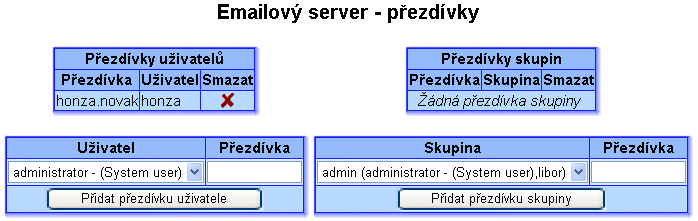 Emailový server - přezdívky
Přezdívky uživatelů
Přezdívka Uživatel Smazat
honza.novak honza
Přezdívky skupin
Přezdívka Skupina Smazat
Žádná přezdívka skupiny
Uživatel Přezdívka
administrator - (System user)
Přidat přezdívku uživatele
Skupina Přezdívka
admin (administrator - (System user),libor)
Přidat přezdívku skupiny